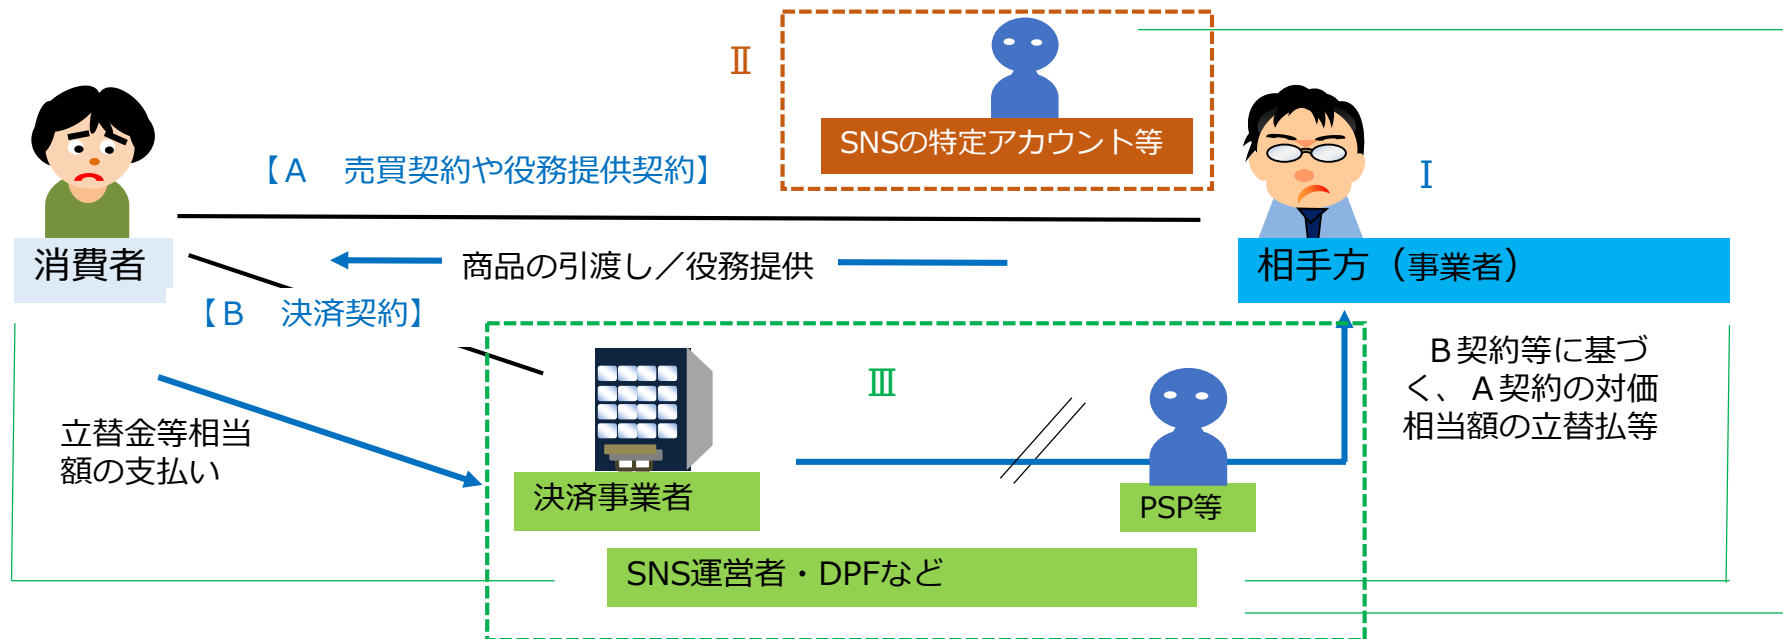 Ⅱ
SNSの特定アカウント等
【A　売買契約や役務提供契約】
Ⅰ
消費者
商品の引渡し／役務提供
相手方（事業者）
【B　決済契約】
B契約等に基づ
く、A契約の対価
相当額の立替払等
Ⅲ
立替金等相当
額の支払い
決済事業者
PSP等
SNS運営者・DPFなど